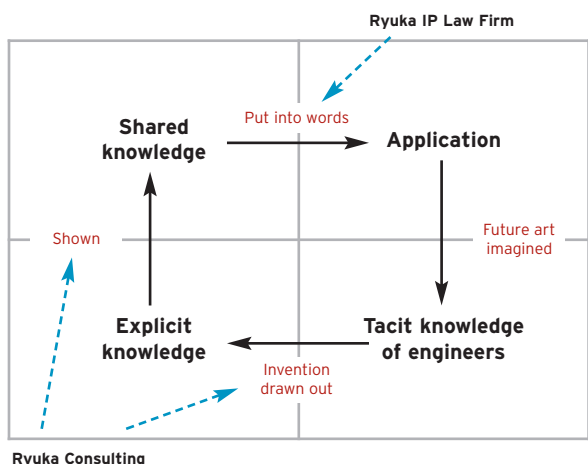 Ryuka IP Law Firm
Put into words
Shared
knowledge
Application
Shown
Future art
imagined
Explicit
knowledge
Tacit knowledge
of engineers
Invention
drawn out
Ryuka Consulting